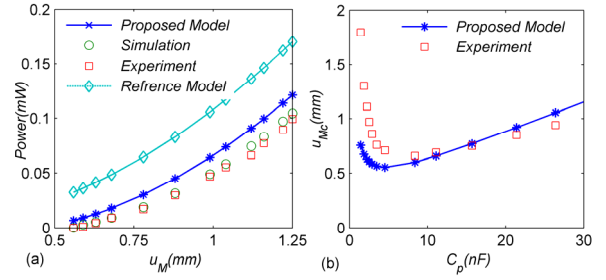 0.2
Proposed Model
Simulation
Experiment
Refrence Model
0.15
0.1
0.05
0
0.5
0.75
1
1.25
Power(mW)
u_M(mm)
(a)
2
Proposed Model
Experiment
1.5
1
0.5
0
0
10
20
30
u_Mc(mm)
C_p(nF)
(b)